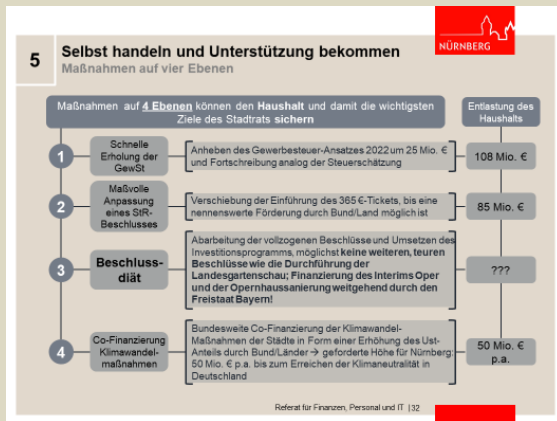 NÜRNBERG
5
Selbst handeln und Unterstützung bekommen
Maßnahmen auf vier Ebenen
Maßnahmen auf 4 Ebenen können den Haushalt und damit die wichtigsten
Ziele des Stadtrats sichern
Entlastung des
Haushalts
1
Schnelle
Erholung der
GewSt
Anheben des Gewerbesteuer-Ansatzes 2022 um 25 Mio. €
und Fortschreibung analog der Steuerschätzung
108 Mio. €
2
Maßvolle
Anpassung
eines StR-
Beschlusses
Verschiebung der Einführung des 365 €-Tickets, bis eine
nennenswerte Förderung durch Bund/Land möglich ist
85 Mio. €
3
Beschluss-
diät
Abarbeitung der vollzogenen Beschlüsse und Umsetzen des
Investitionsprogramms, möglichst keine weiteren, teuren
Beschlüsse wie die Durchführung der
Landesgartenschau; Finanzierung des Interims Oper
und der Opernhaussanierung weitgehend durch den
Freistaat Bayern!
???
4
Co-Finanzierung
Klimawandel-
maßnahmen
Bundesweite Co-Finanzierung der Klimawandel-
Maßnahmen der Städte in Form einer Erhöhung des Ust-
Anteils durch Bund/Länder → geforderte Höhe für Nürnberg:
50 Mio. € p.a. bis zum Erreichen der Klimaneutralität in
Deutschland
50 Mio. €
p.a.
Referat für Finanzen, Personal und IT | 32